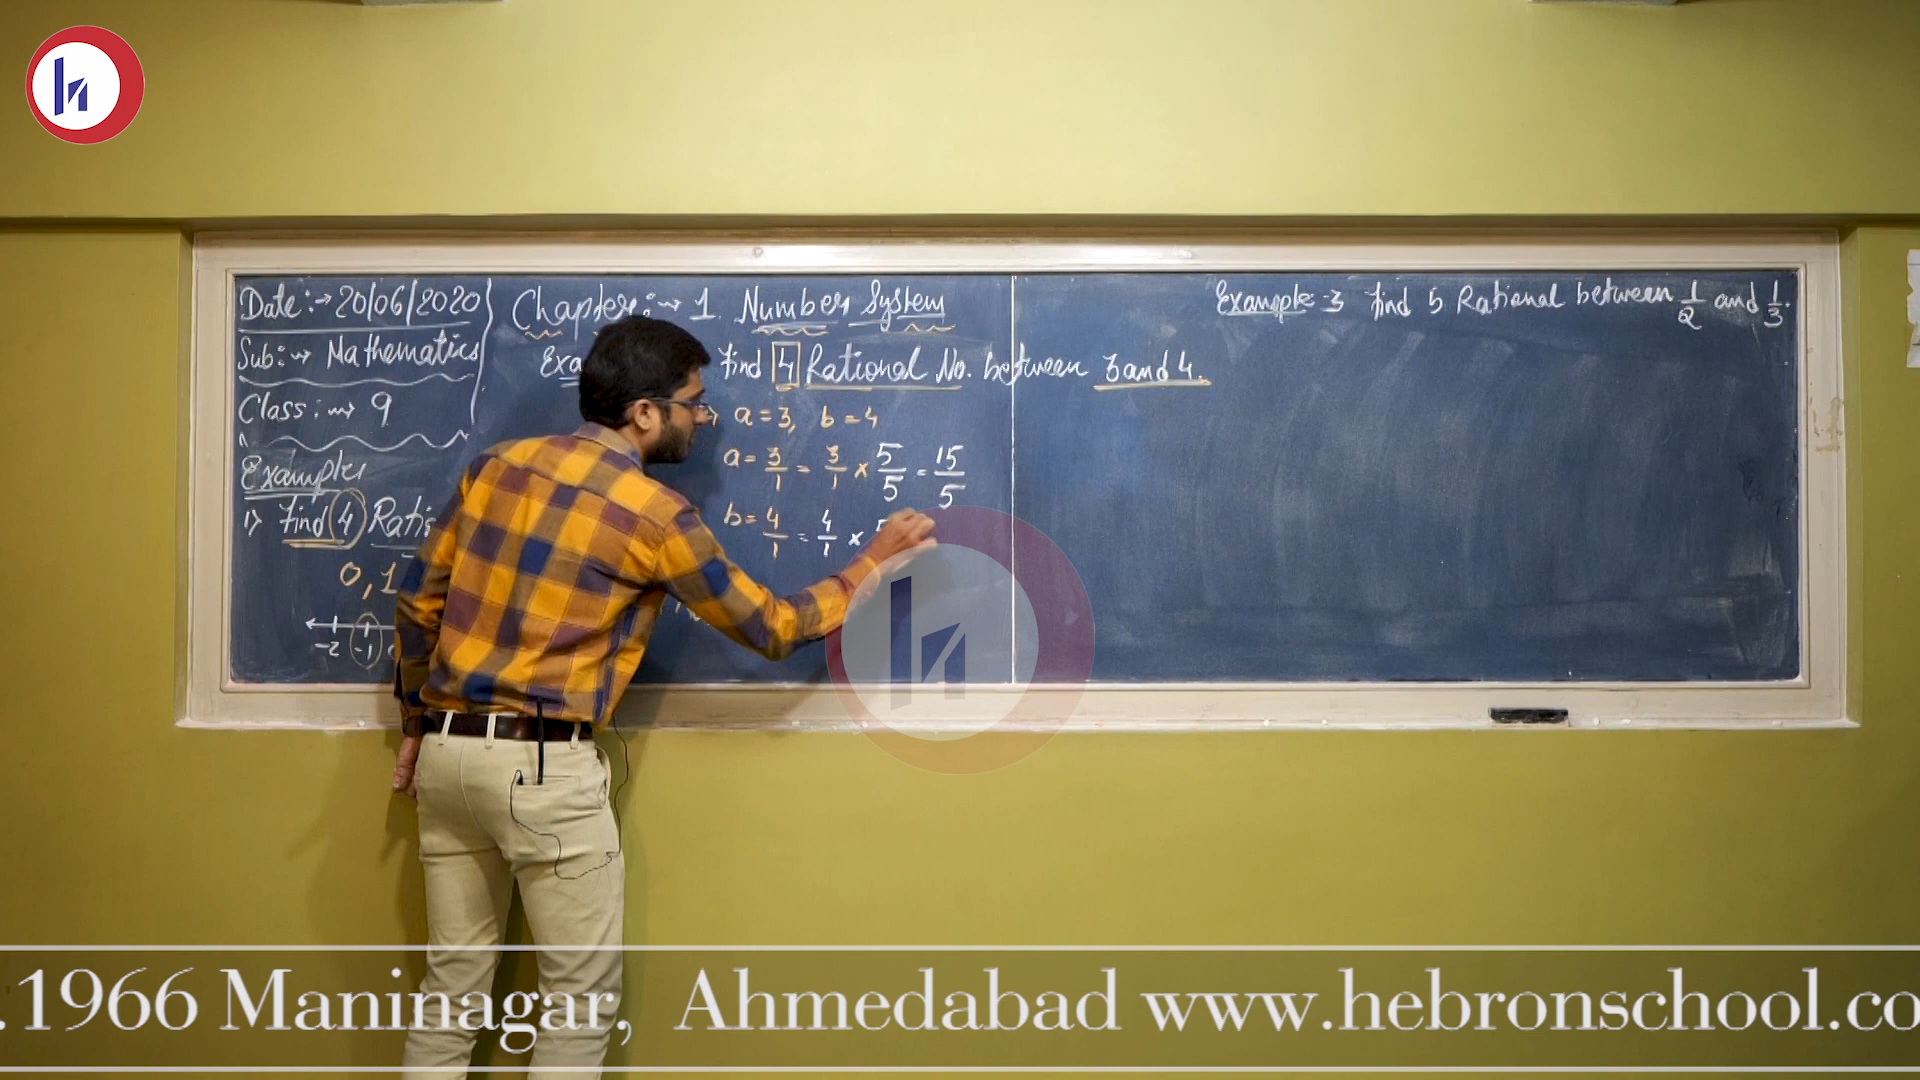 Date:→ 20/06/2020
Sub:→ Mathematics
Class:→ 9
Examples
1> Find 4
0, 1
-2 -1
Chapter:→ 1. Number System
Find 4 Rational No. between 3 and 4.
a = 3, b = 4
a = 3/1 = 3/1 × 5/5 = 15/5
b = 4/1 = 4/1 ×
Example 3 Find 5 Rational between 1/2 and 1/3.
.1966 Maninagar, Ahmedabad www.hebronschool.co